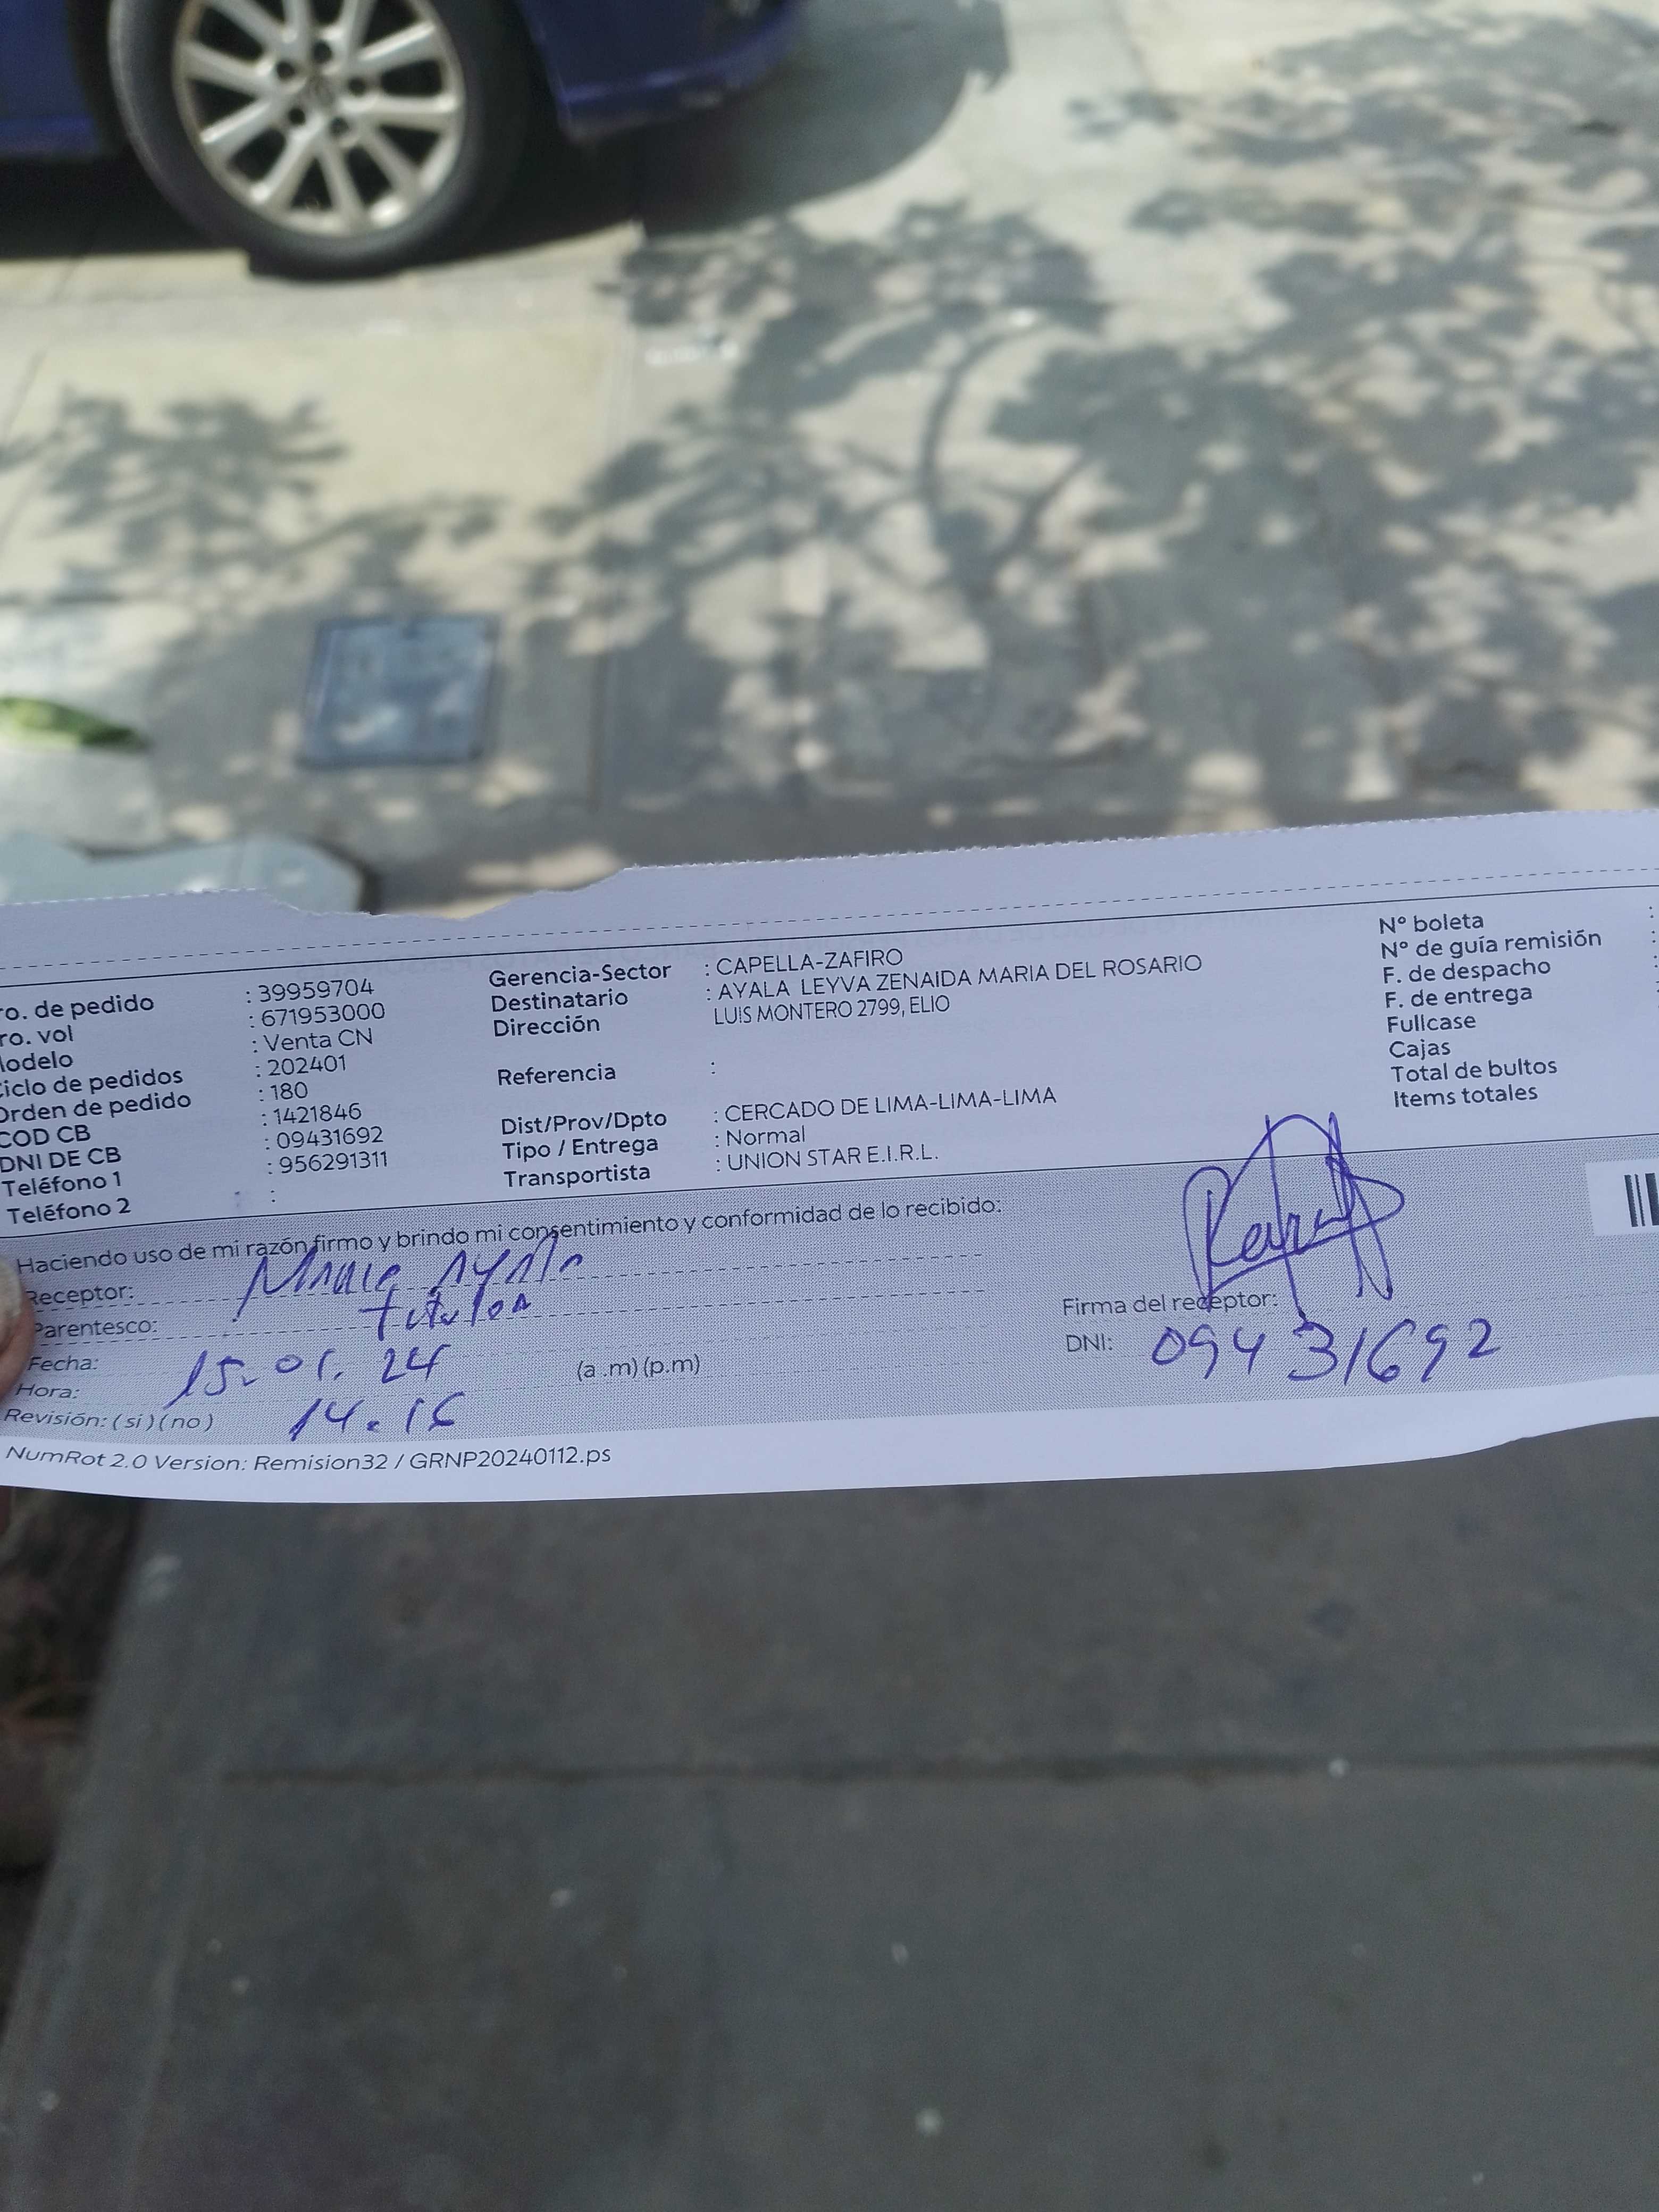 ro. de pedido : 39959704
ro. vol : 671953000
lodelo : Venta CN
Ciclo de pedidos : 202401
Orden de pedido : 180
COD CB : 1421846
DNI DE CB : 09431692
Teléfono 1 : 956291311
Teléfono 2 :
Gerencia-Sector : CAPELLA-ZAFIRO
Destinatario : AYALA LEYVA ZENAIDA MARIA DEL ROSARIO
Dirección LUIS MONTERO 2799, ELIO
Referencia :
Dist/Prov/Dpto : CERCADO DE LIMA-LIMA-LIMA
Tipo / Entrega : Normal
Transportista : UNION STAR E.I.R.L.
N° boleta :
N° de guía remisión :
F. de despacho
F. de entrega
Fullcase
Cajas
Total de bultos
Items totales
Haciendo uso de mi razón firmo y brindo mi consentimiento y conformidad de lo recibido:
Receptor: Ayala
Parentesco: titular
Fecha: 15.01.24
Hora: 14.16 (a .m) (p.m)
Revisión: ( si ) ( no )
Firma del receptor:
DNI: 09431692
NumRot 2.0 Version: Remision32 / GRNP20240112.ps